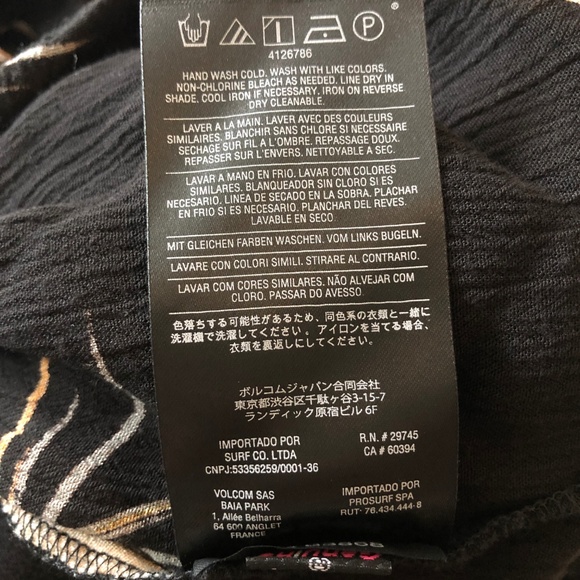 ®
P
4126786
HAND WASH COLD. WASH WITH LIKE COLORS.
NON-CHLORINE BLEACH AS NEEDED. LINE DRY IN
SHADE. COOL IRON IF NECESSARY. IRON ON REVERSE
DRY CLEANABLE.
LAVER A LA MAIN. LAVER AVEC DES COULEURS
SIMILAIRES. BLANCHIR SANS CHLORE SI NECESSAIRE
SECHAGE SUR FIL A L'OMBRE. REPASSAGE DOUX.
REPASSER SUR L'ENVERS. NETTOYABLE A SEC.
LAVAR A MANO EN FRIO. LAVAR CON COLORES
SIMILARES. BLANQUEADOR SIN CLORO SI ES
NECESARIO. LINEA DE SECADO EN LA SOBRA. PLACHAR
EN FRIO SI ES NECESARIO. PLANCHAR DEL REVES.
LAVABLE EN SECO.
MIT GLEICHEN FARBEN WASCHEN. VOM LINKS BUGELN.
LAVARE CON COLORI SIMILI. STIRARE AL CONTRARIO.
LAVAR COM CORES SIMILARES. NÃO ALVEJAR COM
CLORO. PASSAR DO AVESSO.
色落ちする可能性があるため、同色系の衣類と一緒に
洗濯機で洗濯してください。アイロンを当てる場合、
衣類を裏返しにしてください。
ボルコムジャパン合同会社
東京都渋谷区千駄ヶ谷3-15-7
ランディック原宿ビル 6F
IMPORTADO POR
SURF CO. LTDA
CNPJ:53356259/0001-36
R.N. # 29745
CA # 60394
VOLCOM SAS
BAIA PARK
1, Allée Belharra
64 600 ANGLET
FRANCE
IMPORTADO POR
PROSURF SPA
RUT: 76.434.444-8